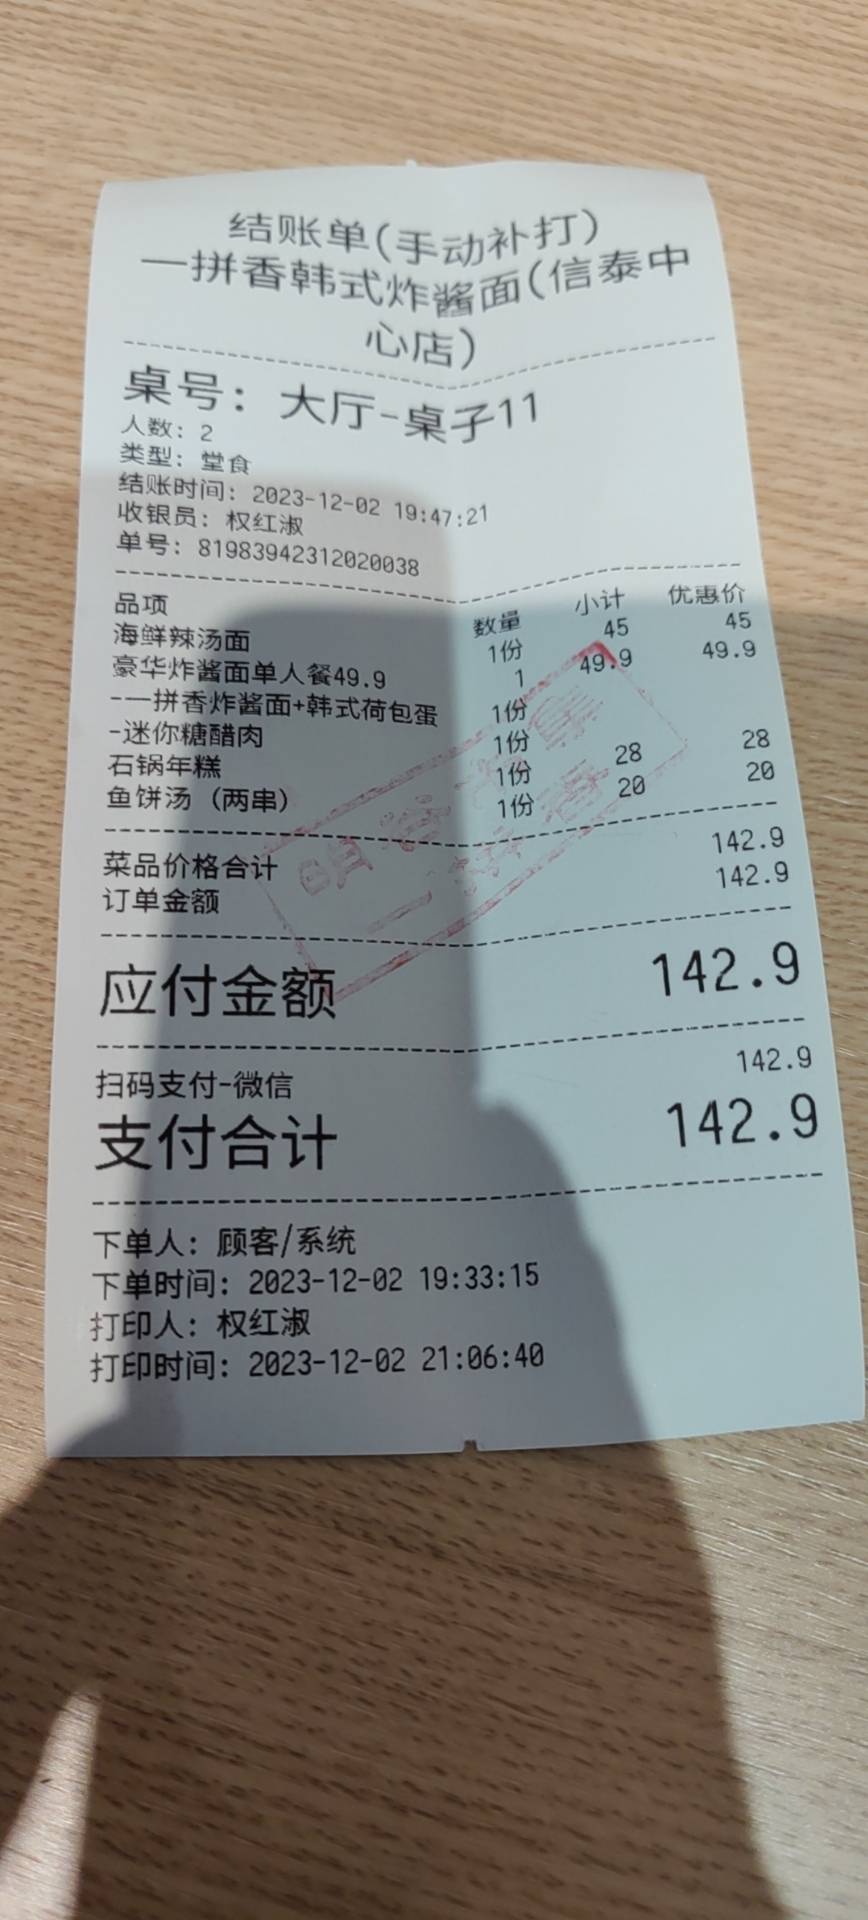 结账单(手动补打)
一拼香韩式炸酱面(信泰中
心店)
桌号: 大厅-桌子11
人数: 2
类型: 堂食
结账时间: 2023-12-02 19:47:21
收银员: 权红淑
单号: 81983942312020038
品项 数量 小计 优惠价
海鲜辣汤面 1份 45 45
豪华炸酱面单人餐49.9 1 49.9 49.9
-一拼香炸酱面+韩式荷包蛋 1份
-迷你糖醋肉 1份
石锅年糕 1份 28 28
鱼饼汤 (两串) 1份 20 20
菜品价格合计 142.9
订单金额 142.9
应付金额 142.9
扫码支付-微信 142.9
支付合计 142.9
下单人: 顾客/系统
下单时间: 2023-12-02 19:33:15
打印人: 权红淑
打印时间: 2023-12-02 21:06:40